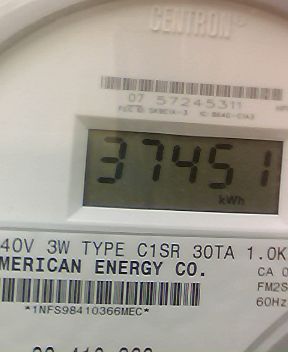 CENTRON®
07 57245311
37451
kWh
40V 3W TYPE C1SR 30TA 1.0K
MERICAN ENERGY CO.
CA 0
FM2S
60Hz
*1NFS98410366MEC*